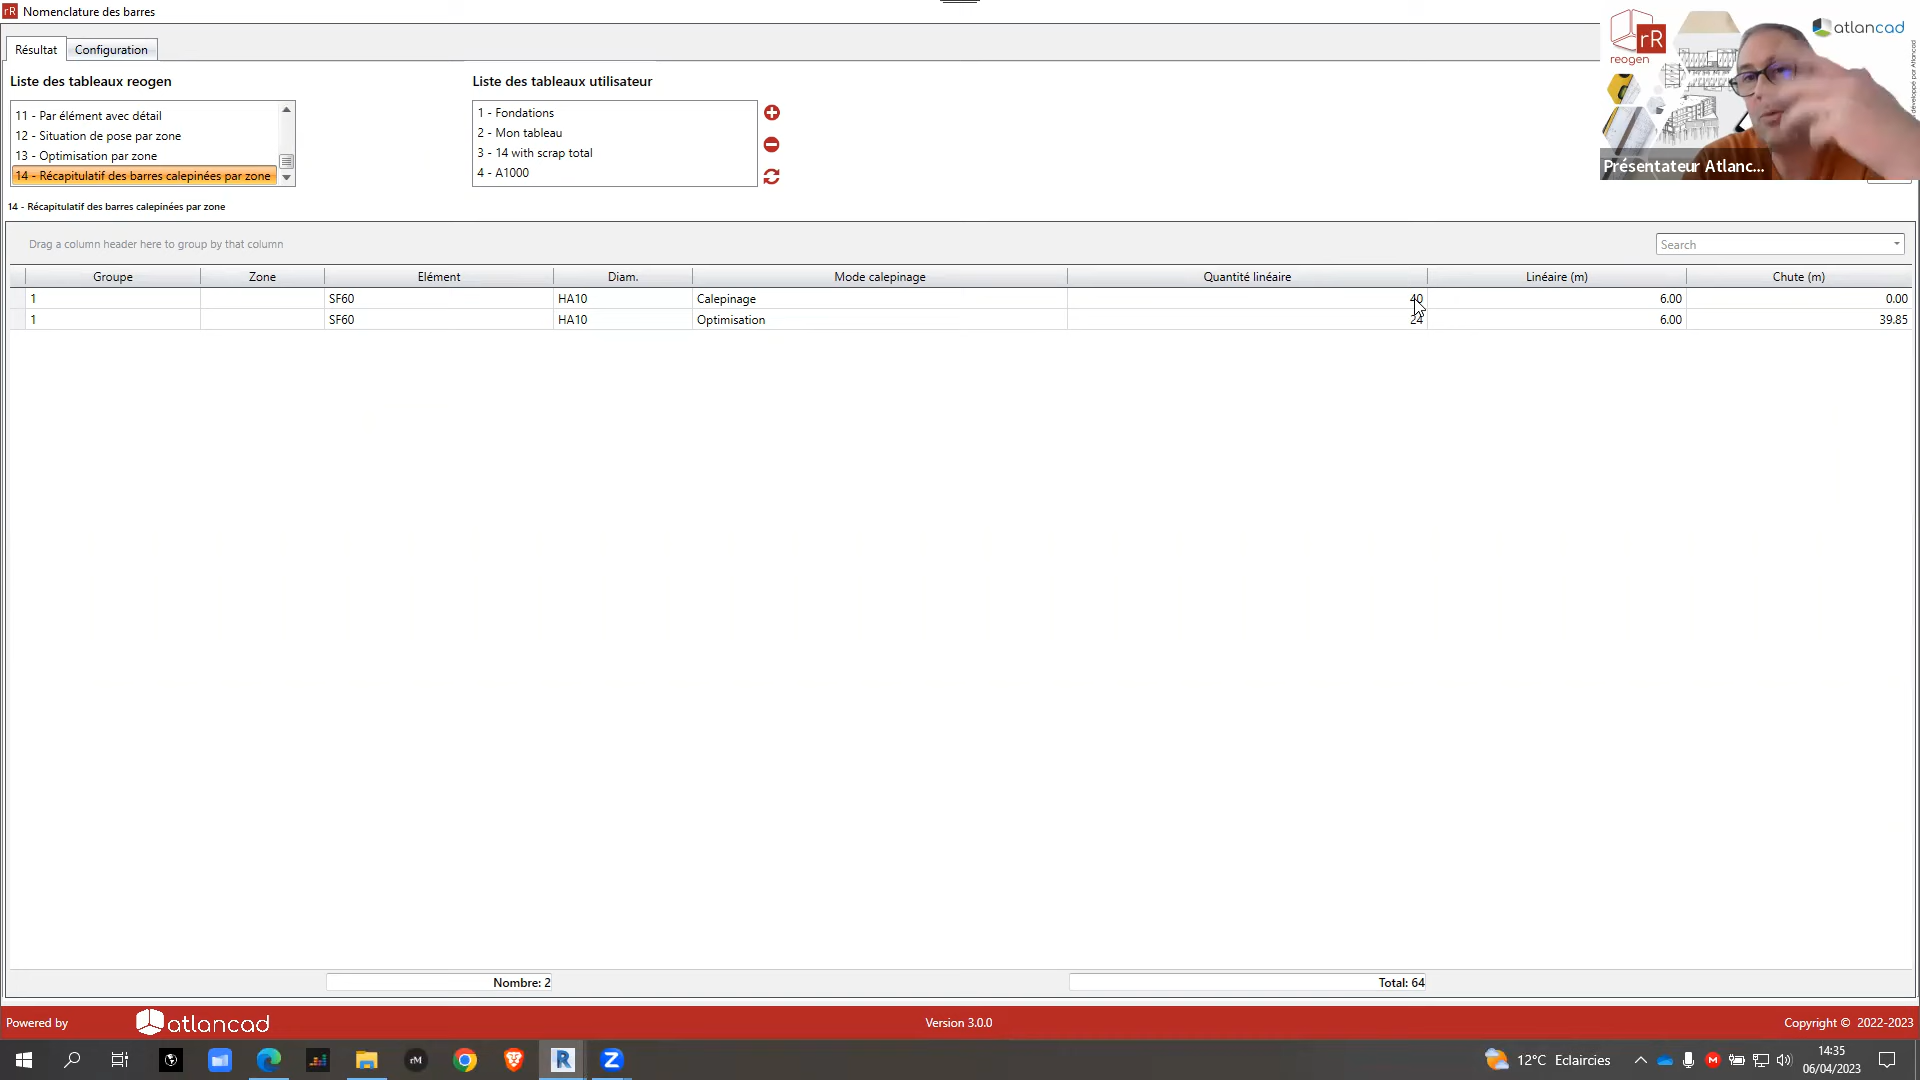 rR Nomenclature des barres
Résultat Configuration
Liste des tableaux reogen
11 - Par élément avec détail
12 - Situation de pose par zone
13 - Optimisation par zone
14 - Récapitulatif des barres calepinées par zone
Liste des tableaux utilisateur
1 - Fondations
2 - Mon tableau
3 - 14 with scrap total
4 - A1000
rR
reogen
atlancad
développé par Atlancad
Présentateur Atlanc...
14 - Récapitulatif des barres calepinées par zone
Drag a column header here to group by that column
Search
Groupe Zone Elément Diam. Mode calepinage Quantité linéaire Linéaire (m) Chute (m)
1 SF60 HA10 Calepinage 40 6.00 0.00
1 SF60 HA10 Optimisation 24 6.00 39.85
Nombre: 2 Total: 64
Powered by atlancad Version 3.0.0 Copyright © 2022-2023
rM R Z M 12°C Eclaircies
14:35
06/04/2023